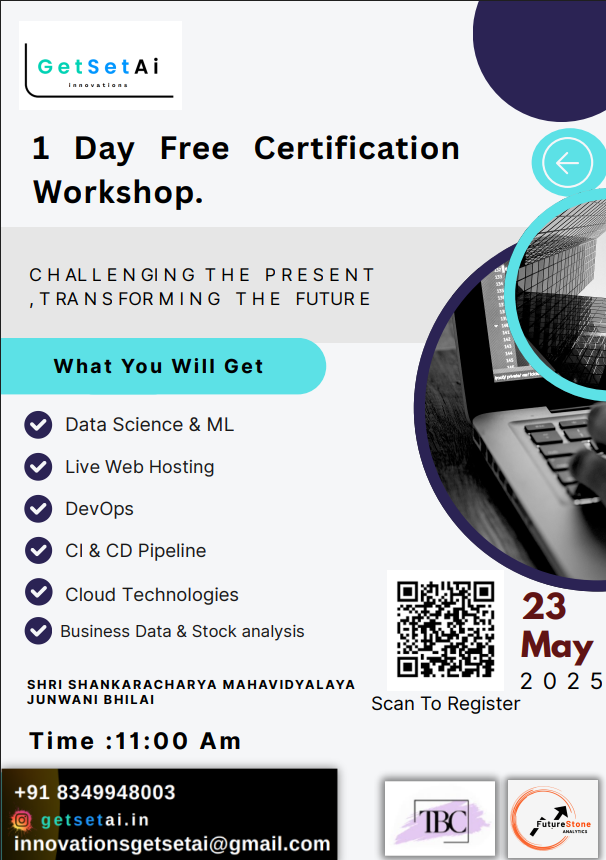 GetSetAi
Innovations
1 Day Free Certification
Workshop.
CHALLENGING THE PRESENT
,TRANSFORMING THE FUTURE
What You Will Get
Data Science & ML
Live Web Hosting
DevOps
CI & CD Pipeline
Cloud Technologies
Business Data & Stock analysis
23
May
2025
Scan To Register
SHRI SHANKARACHARYA MAHAVIDYALAYA
JUNWANI BHILAI
Time :11:00 Am
+91 8349948003
getsetai.in
innovationsgetsetai@gmail.com
TBC
FutureStone
ANALYTICS